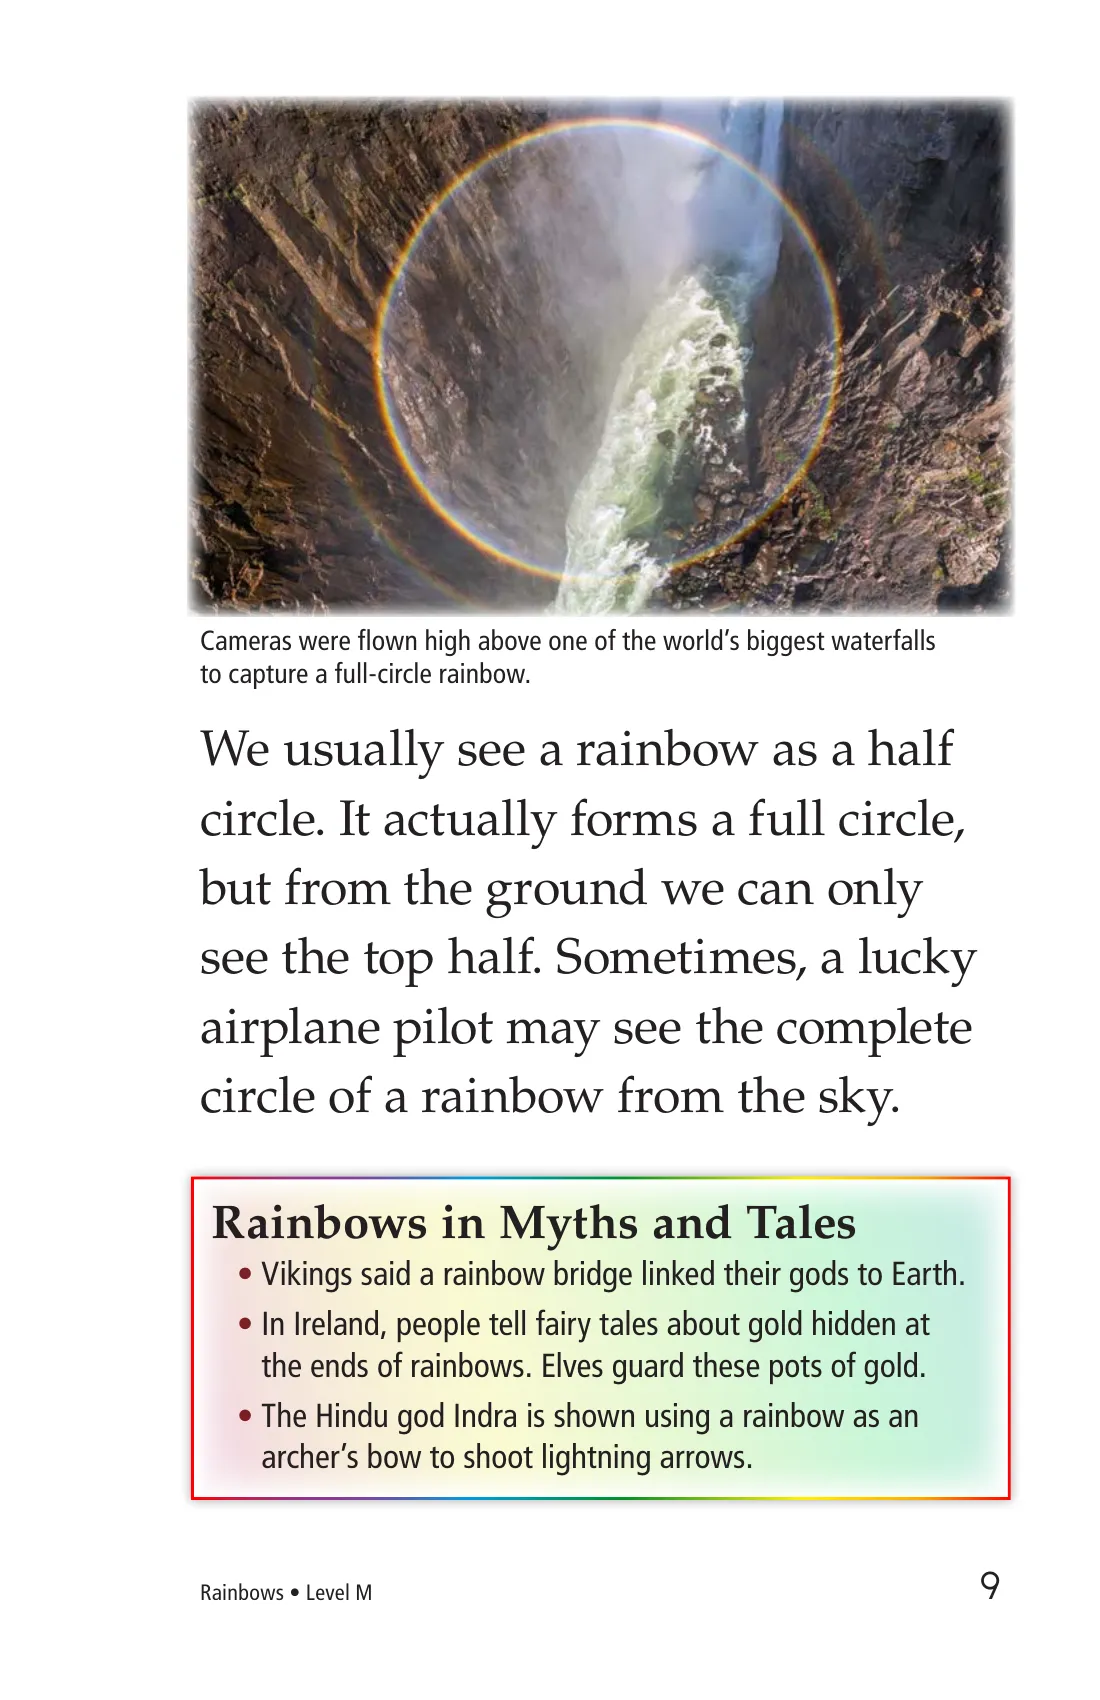 Cameras were flown high above one of the world’s biggest waterfalls
to capture a full-circle rainbow.
We usually see a rainbow as a half
circle. It actually forms a full circle,
but from the ground we can only
see the top half. Sometimes, a lucky
airplane pilot may see the complete
circle of a rainbow from the sky.
Rainbows in Myths and Tales
• Vikings said a rainbow bridge linked their gods to Earth.
• In Ireland, people tell fairy tales about gold hidden at
the ends of rainbows. Elves guard these pots of gold.
• The Hindu god Indra is shown using a rainbow as an
archer’s bow to shoot lightning arrows.
Rainbows • Level M
9